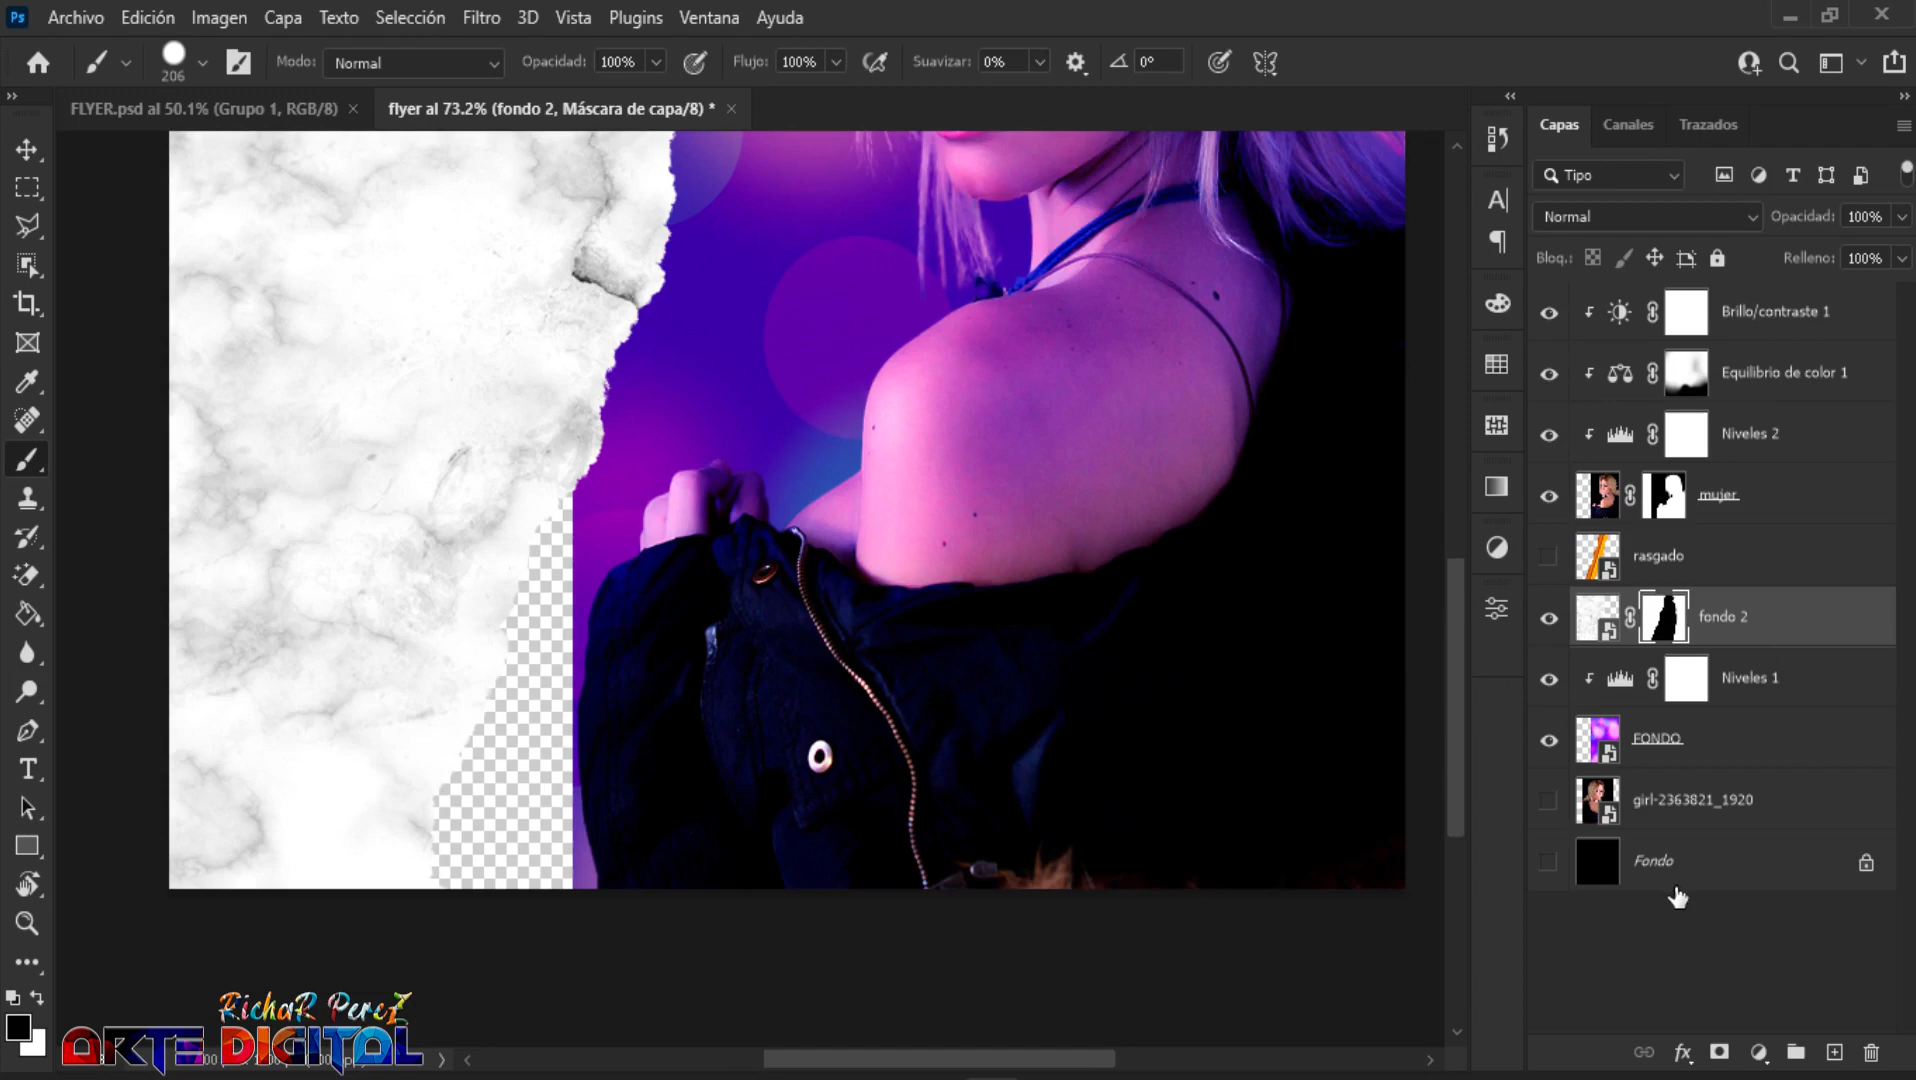 Ps Archivo Edición Imagen Capa Texto Selección Filtro 3D Vista Plugins Ventana Ayuda
206 Modo: Normal Opacidad: 100% Flujo: 100% Suavizar: 0% 0°
FLYER.psd al 50.1% (Grupo 1, RGB/8) flyer al 73.2% (fondo 2, Máscara de capa/8) *
Capas Canales Trazados
Tipo
Normal Opacidad: 100%
Bloq.: Relleno: 100%
Brillo/contraste 1
Equilibrio de color 1
Niveles 2
mujer
rasgado
fondo 2
Niveles 1
FONDO
girl-2363821_1920
Fondo
RichaR PereZ
ARTE DIGITAL